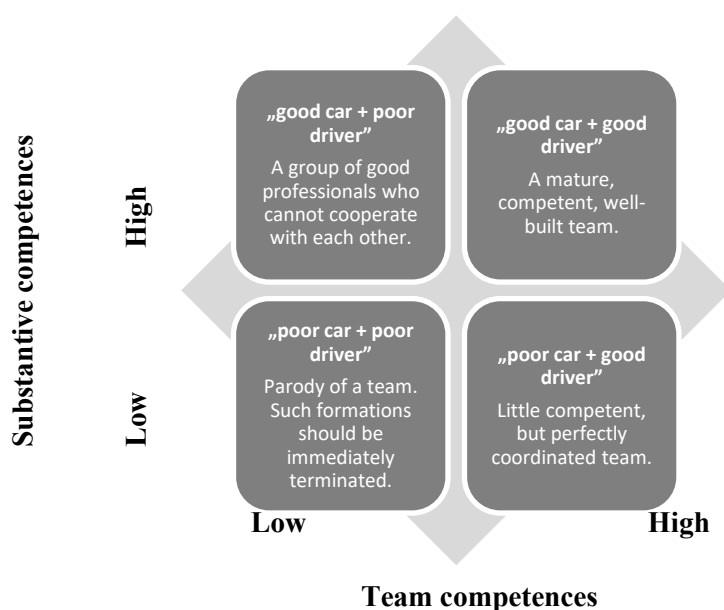 Substantive competences
High
Low
„good car + poor
driver”
A group of good
professionals who
cannot cooperate
with each other.
„good car + good
driver”
A mature,
competent, well-
built team.
„poor car + poor
driver”
Parody of a team.
Such formations
should be
immediately
terminated.
„poor car + good
driver”
Little competent,
but perfectly
coordinated team.
Low
High
Team competences